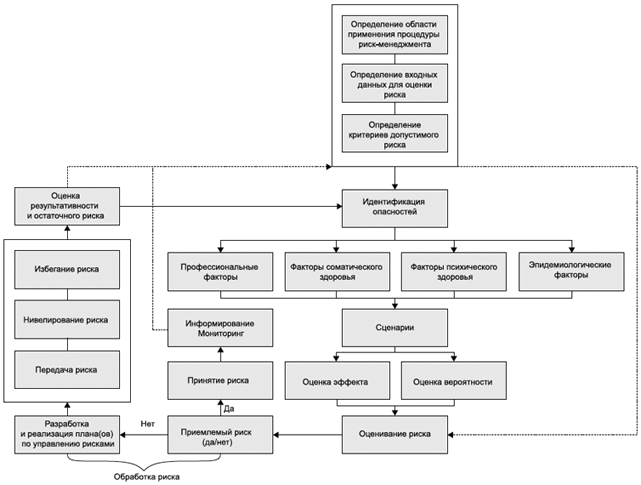 Определение области
применения процедуры
риск-менеджмента
Определение входных
данных для оценки
риска
Определение
критериев допустимого
риска
Оценка
результативности
и остаточного риска
Идентификация
опасностей
Избегание риска
Нивелирование риска
Передача риска
Профессиональные
факторы
Факторы соматического
здоровья
Факторы психического
здоровья
Эпидемиологические
факторы
Информирование
Мониторинг
Сценарии
Принятие риска
Оценка эффекта
Оценка вероятности
Да
Разработка
и реализация плана(ов)
по управлению рисками
Нет
Приемлемый риск
(да/нет)
Оценивание риска
Обработка риска